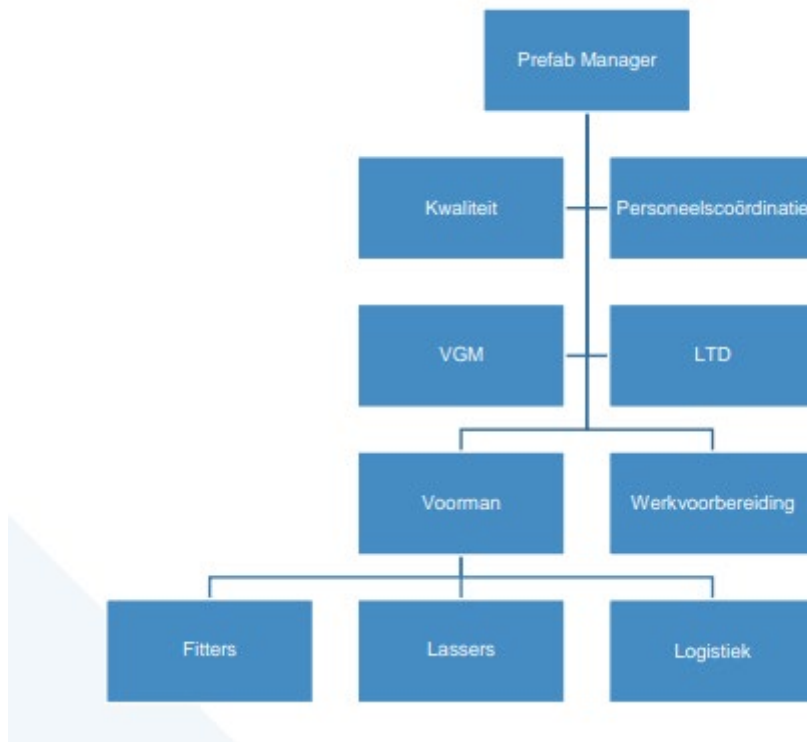 Prefab Manager
Kwaliteit
Personeelscoördinatie
VGM
LTD
Voorman
Werkvoorbereiding
Fitters
Lassers
Logistiek